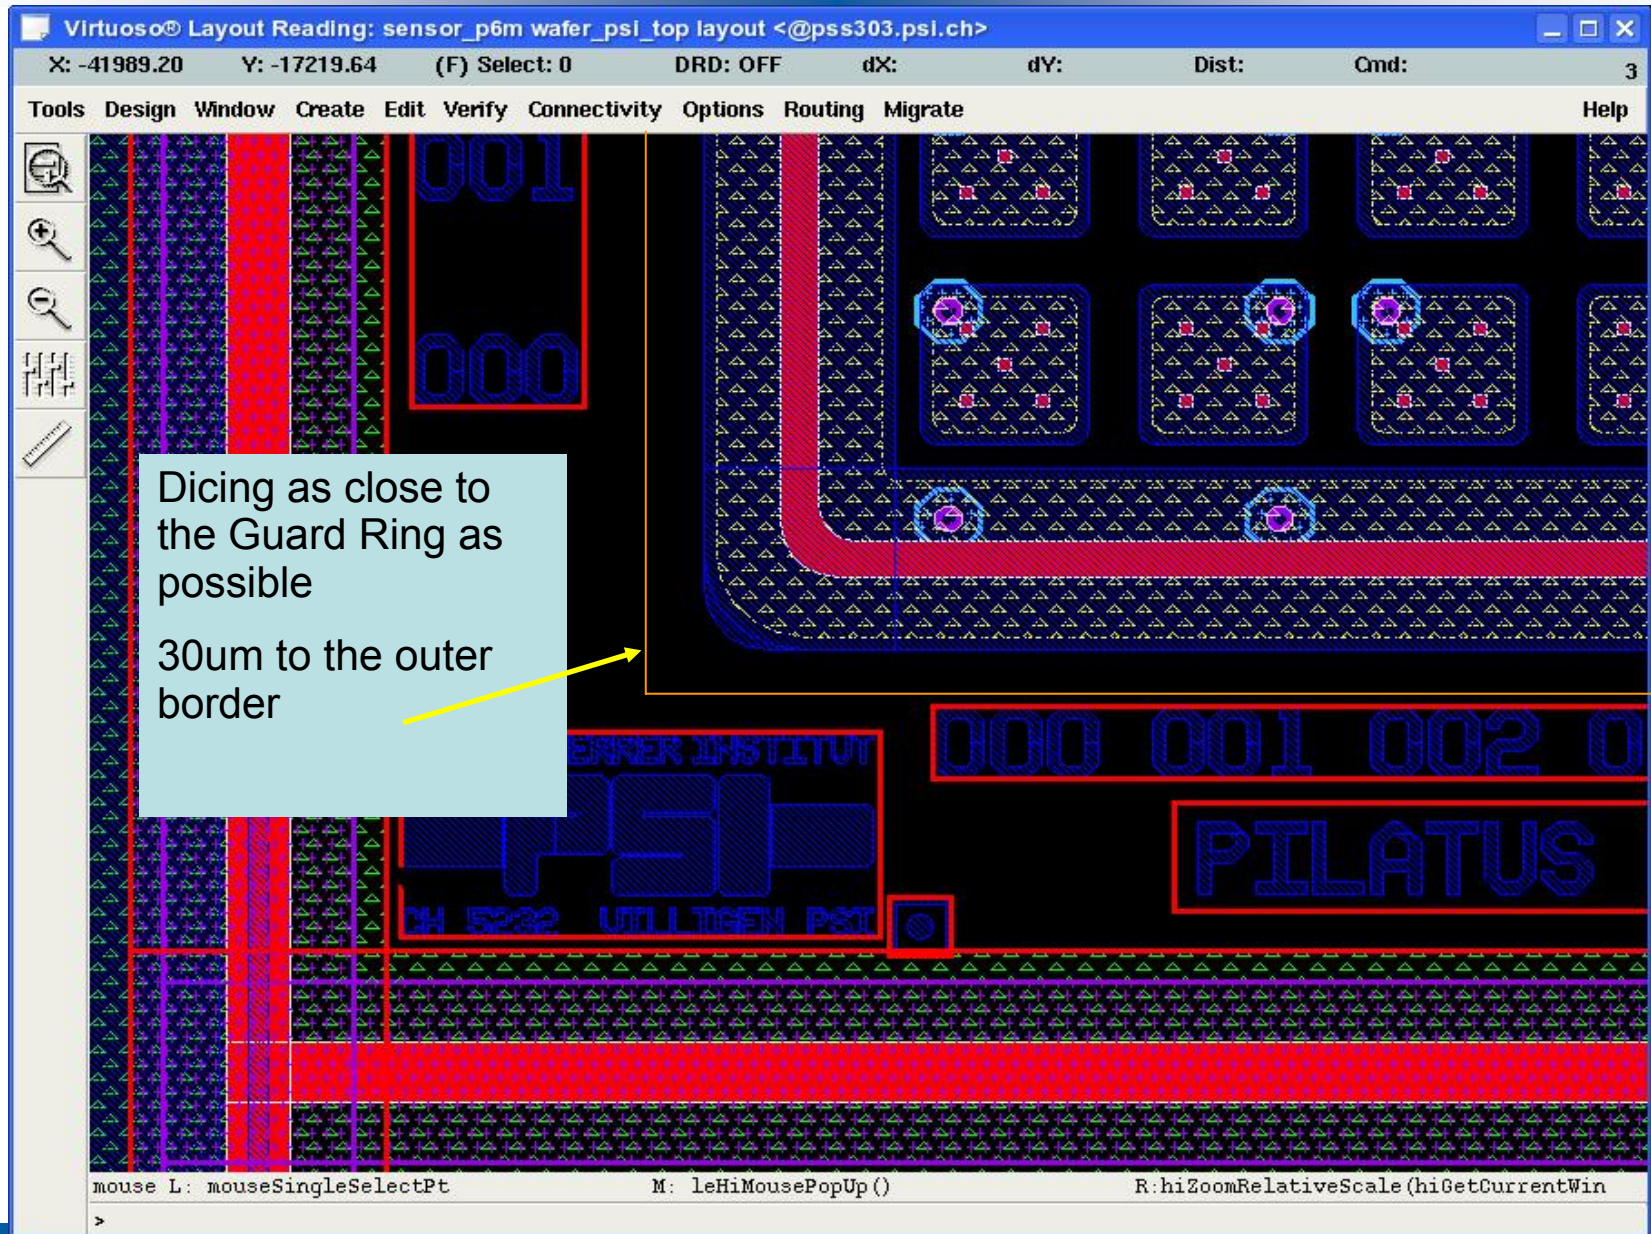 Virtuoso® Layout Reading: sensor_p6m wafer_psi_top layout <@pss303.psi.ch>
X: -41989.20 Y: -17219.64 (F) Select: 0 DRD: OFF dX: dY: Dist: Cmd: 3
Tools Design Window Create Edit Verify Connectivity Options Routing Migrate Help
001
000
Dicing as close to
the Guard Ring as
possible
30um to the outer
border
INSTITUT
PSI
CH 5232 VILLIGEN PSI
000 001 002
PILATUS
mouse L: mouseSingleSelectPt M: leHiMousePopUp() R:hiZoomRelativeScale(hiGetCurrentWin
>